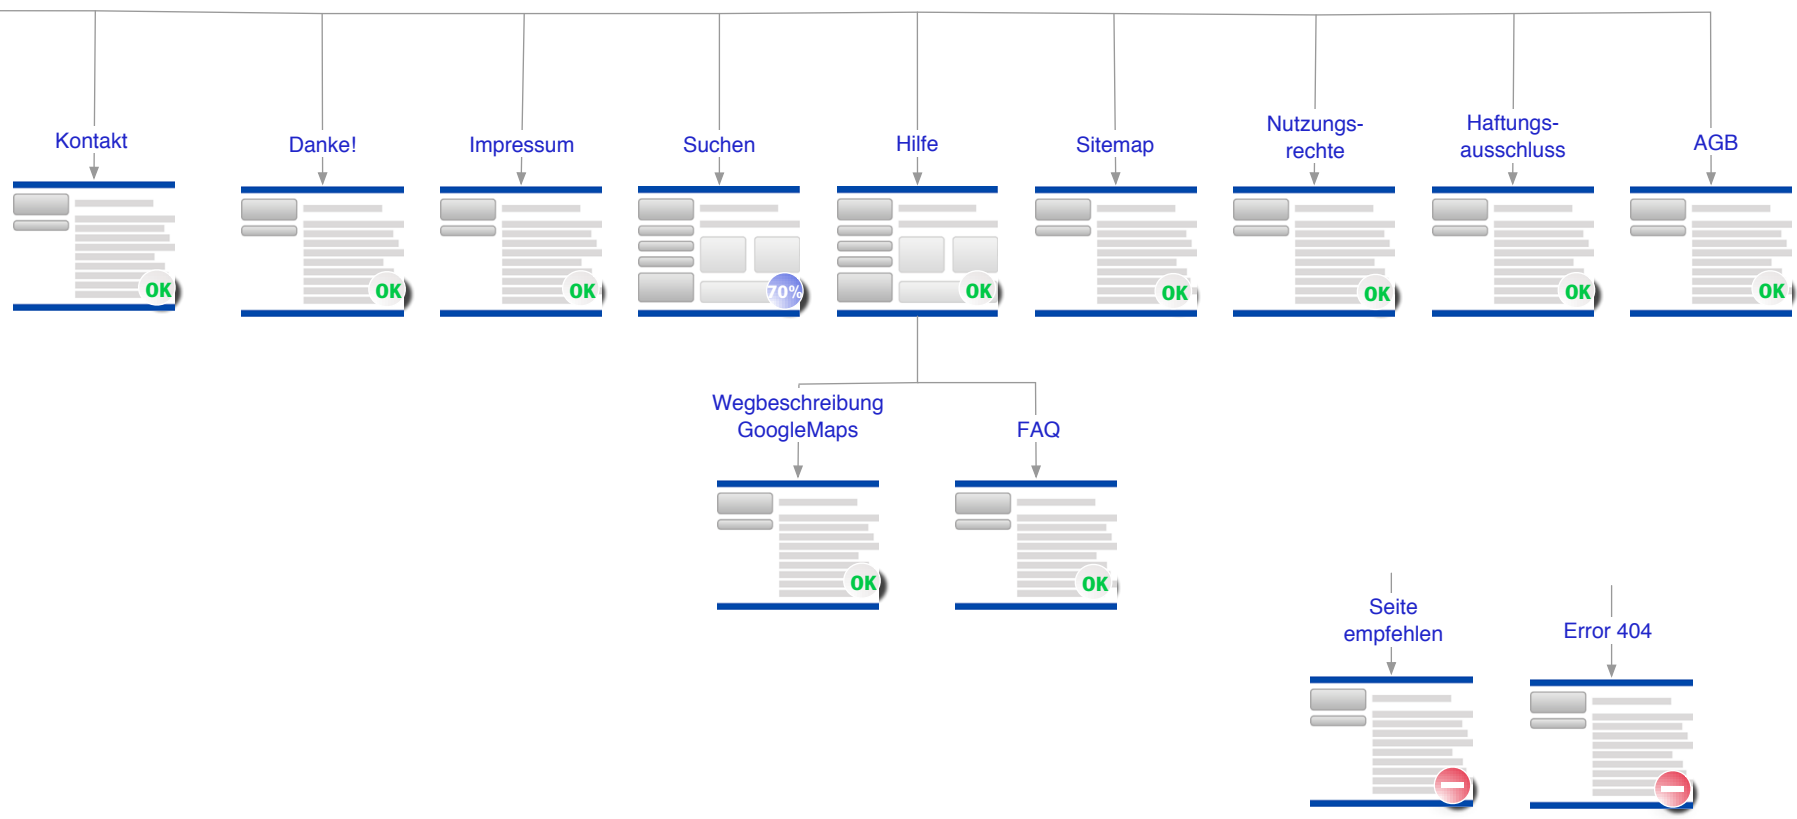 Kontakt
Danke!
Impressum
Suchen
Hilfe
Sitemap
Nutzungs-
rechte
Haftungs-
ausschluss
AGB
OK
OK
OK
70%
OK
OK
OK
OK
OK
Wegbeschreibung
GoogleMaps
FAQ
OK
OK
Seite
empfehlen
Error 404